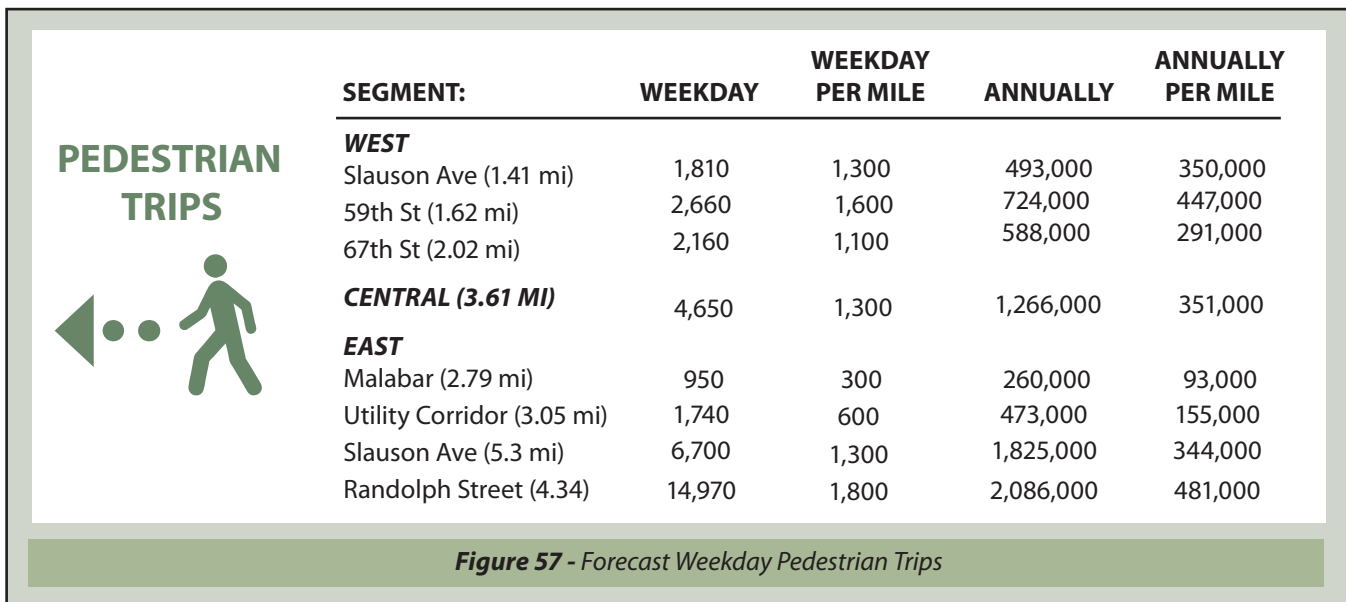 PEDESTRIAN
TRIPS
SEGMENT: WEEKDAY WEEKDAY PER MILE ANNUALLY ANNUALLY PER MILE
WEST
Slauson Ave (1.41 mi) 1,810 1,300 493,000 350,000
59th St (1.62 mi) 2,660 1,600 724,000 447,000
67th St (2.02 mi) 2,160 1,100 588,000 291,000
CENTRAL (3.61 MI) 4,650 1,300 1,266,000 351,000
EAST
Malabar (2.79 mi) 950 300 260,000 93,000
Utility Corridor (3.05 mi) 1,740 600 473,000 155,000
Slauson Ave (5.3 mi) 6,700 1,300 1,825,000 344,000
Randolph Street (4.34) 14,970 1,800 2,086,000 481,000
Figure 57 - Forecast Weekday Pedestrian Trips